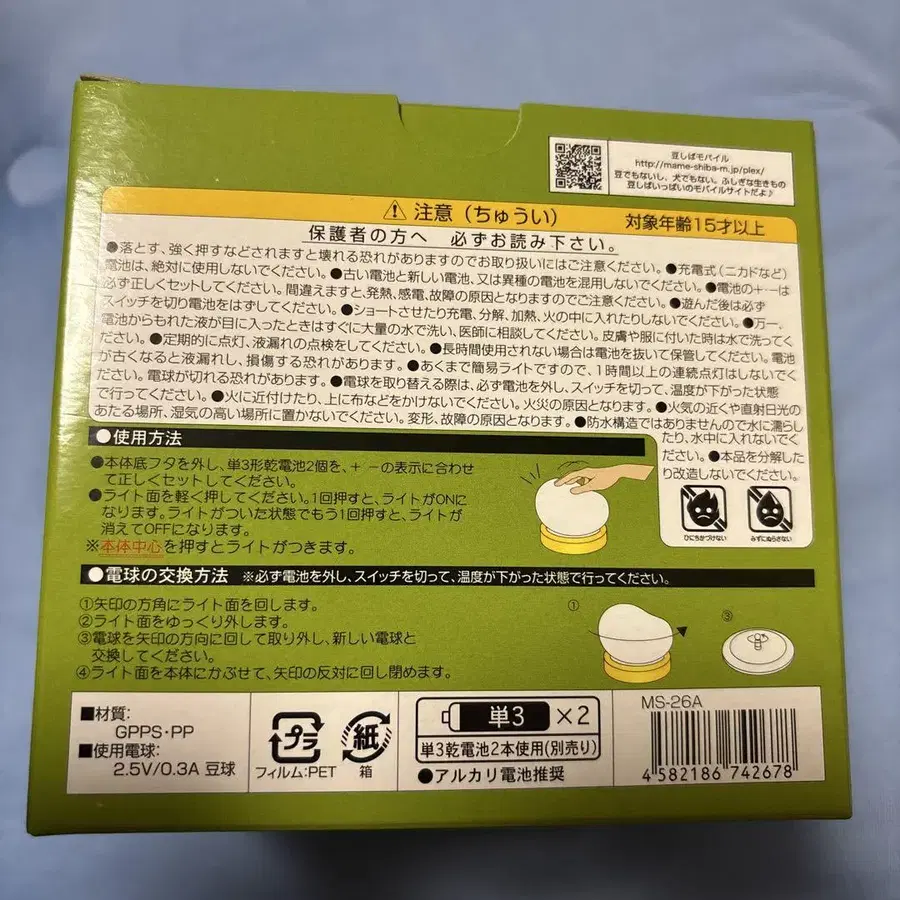 豆しばモバイル
http://mame-shiba-m.jp/plex/
豆でもないし、犬でもない。ふしぎな生きもの
豆しばいっぱいのモバイルサイトだよ♪
⚠ 注意（ちゅうい）
対象年齢15才以上
保護者の方へ 必ずお読み下さい。
●落とす、強く押すなどされますと壊れる恐れがありますのでお取り扱いにはご注意ください。●充電式(ニカドなど)
電池は、絶対に使用しないでください。●古い電池と新しい電池、又は異種の電池を混用しないでください。●電池の+・−は
必ず正しくセットしてください。間違えますと、発熱、感電、故障の原因となりますのでご注意ください。●遊んだ後は必ず
スイッチを切り電池をはずしてください。●ショートさせたり充電、分解、加熱、火の中に入れたりしないでください。●万一、
電池からもれた液が目に入ったときはすぐに大量の水で洗い、医師に相談してください。皮膚や服に付いた時は水で洗ってく
ださい。●定期的に点灯、液漏れの点検をしてください。●長時間使用されない場合は電池を抜いて保管してください。電池
が古くなると液漏れし、損傷する恐れがあります。●あくまで簡易ライトですので、1時間以上の連続点灯はしないでく
ださい。電球が切れる恐れがあります。●電球を取り替える際は、必ず電池を外し、スイッチを切って、温度が下がった状態
で行ってください。●火に近付けたり、上に布などをかけないでください。火災の原因となります。●火気の近くや直射日光の
あたる場所、湿気の高い場所に置かないでください。変形、故障の原因となります。●防水構造ではありませんので水に濡らし
たり、水中に入れないでく
ださい。●本品を分解した
り改造しないでください。
ひにちかづけない
みずにぬらさない
●使用方法
●本体底フタを外し、単3形乾電池2個を、+ −の表示に合わせ
て正しくセットしてください。
●ライト面を軽く押してください。1回押すと、ライトがONに
なります。ライトがついた状態でもう1回押すと、ライトが
消えてOFFになります。
※本体中心を押すとライトがつきます。
●電球の交換方法 ※必ず電池を外し、スイッチを切って、温度が下がった状態で行ってください。
①矢印の方角にライト面を回します。
②ライト面をゆっくり外します。
③電球を矢印の方向に回して取り外し、新しい電球と
交換してください。
④ライト面を本体にかぶせて、矢印の反対に回し閉めます。
①
③
■材質:
GPPS・PP
■使用電球:
2.5V/0.3A 豆球
プラ
フィルム:PET
紙
箱
単3 ×2
単3乾電池2本使用(別売り)
●アルカリ電池推奨
MS-26A
4 582186 742678